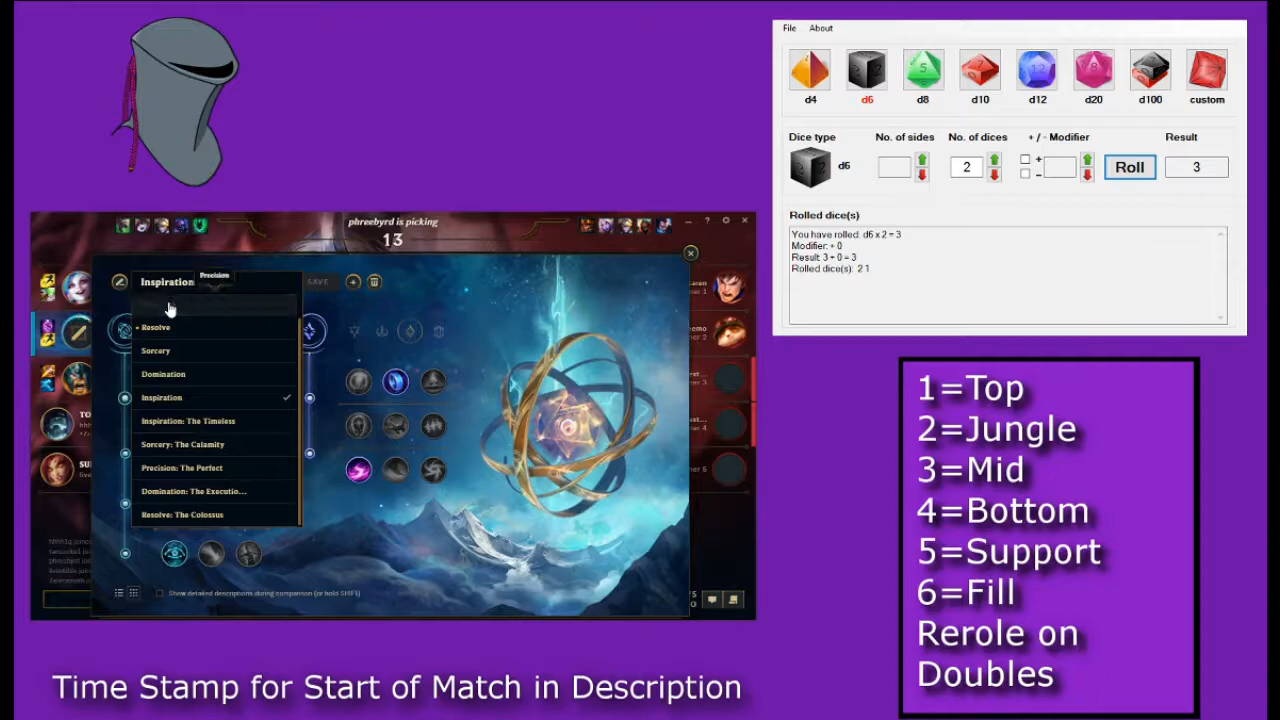 File About
d4 d6 d8 d10 d12 d20 d100 custom
Dice type No. of sides No. of dices + / - Modifier Result
d6 2 + - Roll 3
Rolled dice(s)
You have rolled: d6 x 2 = 3
Modifier: + 0
Result: 3 + 0 = 3
Rolled dice(s): 2 1
phreebyrd is picking
13
Precision
Inspiration
SAVE
Resolve
Sorcery
Domination
Inspiration
Inspiration: The Timeless
Sorcery: The Calamity
Precision: The Perfect
Domination: The Executio...
Resolve: The Colossus
Show detailed descriptions during comparison (or hold SHIFT)
1=Top
2=Jungle
3=Mid
4=Bottom
5=Support
6=Fill
Rerole on
Doubles
Time Stamp for Start of Match in Description